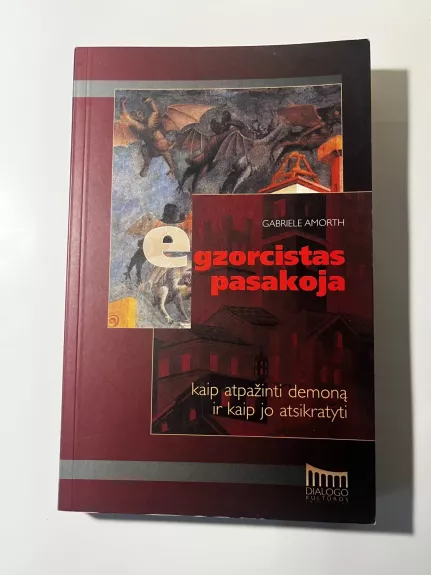 GABRIELE AMORTH
egzorcistas
pasakoja
kaip atpažinti demoną
ir kaip jo atsikratyti
DIALOGO
KULTŪROS